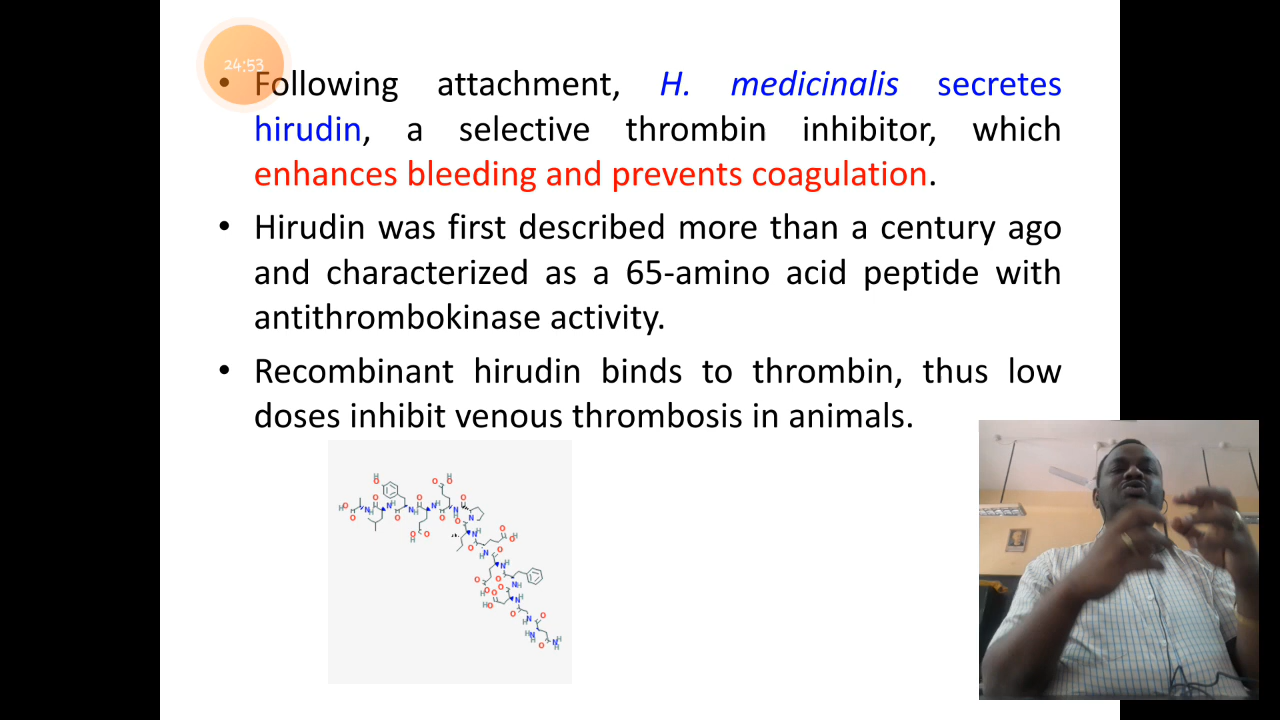 24:53
• Following attachment, H. medicinalis secretes
hirudin, a selective thrombin inhibitor, which
enhances bleeding and prevents coagulation.
• Hirudin was first described more than a century ago
and characterized as a 65-amino acid peptide with
antithrombokinase activity.
• Recombinant hirudin binds to thrombin, thus low
doses inhibit venous thrombosis in animals.